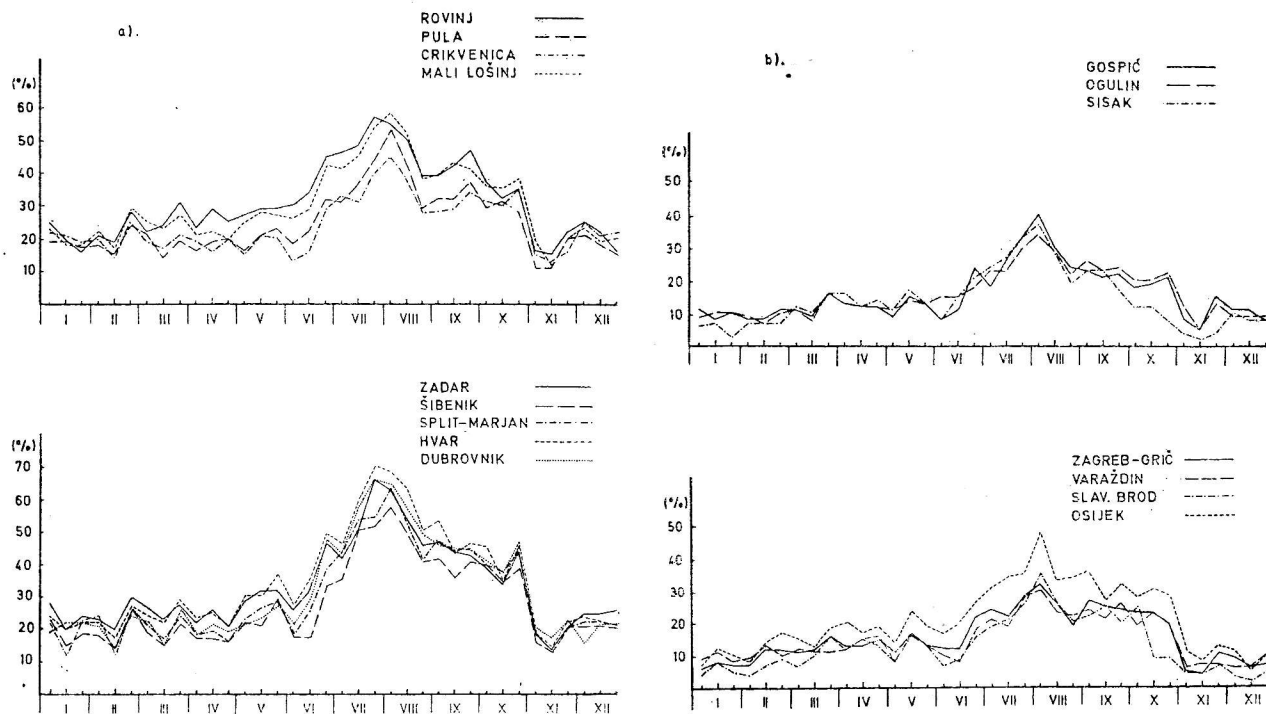 a).
ROVINJ
PULA
CRIKVENICA
MALI LOŠINJ
(%)
60
50
40
30
20
10
I II III IV V VI VII VIII IX X XI XII
ZADAR
ŠIBENIK
SPLIT-MARJAN
HVAR
DUBROVNIK
(%)
70
60
50
40
30
20
10
I II III IV V VI VII VIII IX X XI XII
b).
GOSPIĆ
OGULIN
SISAK
(%)
50
40
30
20
10
I II III IV V VI VII VIII IX X XI XII
ZAGREB-GRIČ
VARAŽDIN
SLAV. BROD
OSIJEK
(%)
50
40
30
20
10
I II III IV V VI VII VIII IX X XI XII